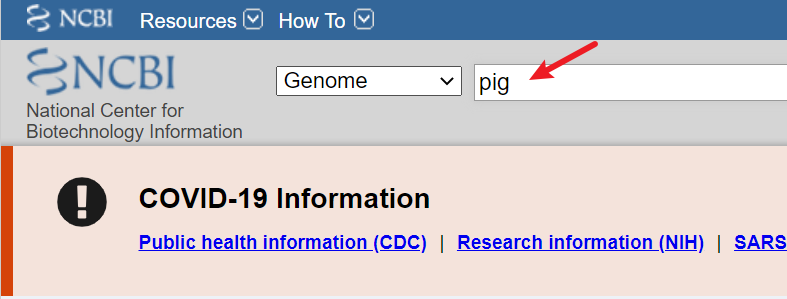 NCBI Resources How To
NCBI Genome pig
National Center for
Biotechnology Information
COVID-19 Information
Public health information (CDC) | Research information (NIH) | SARS